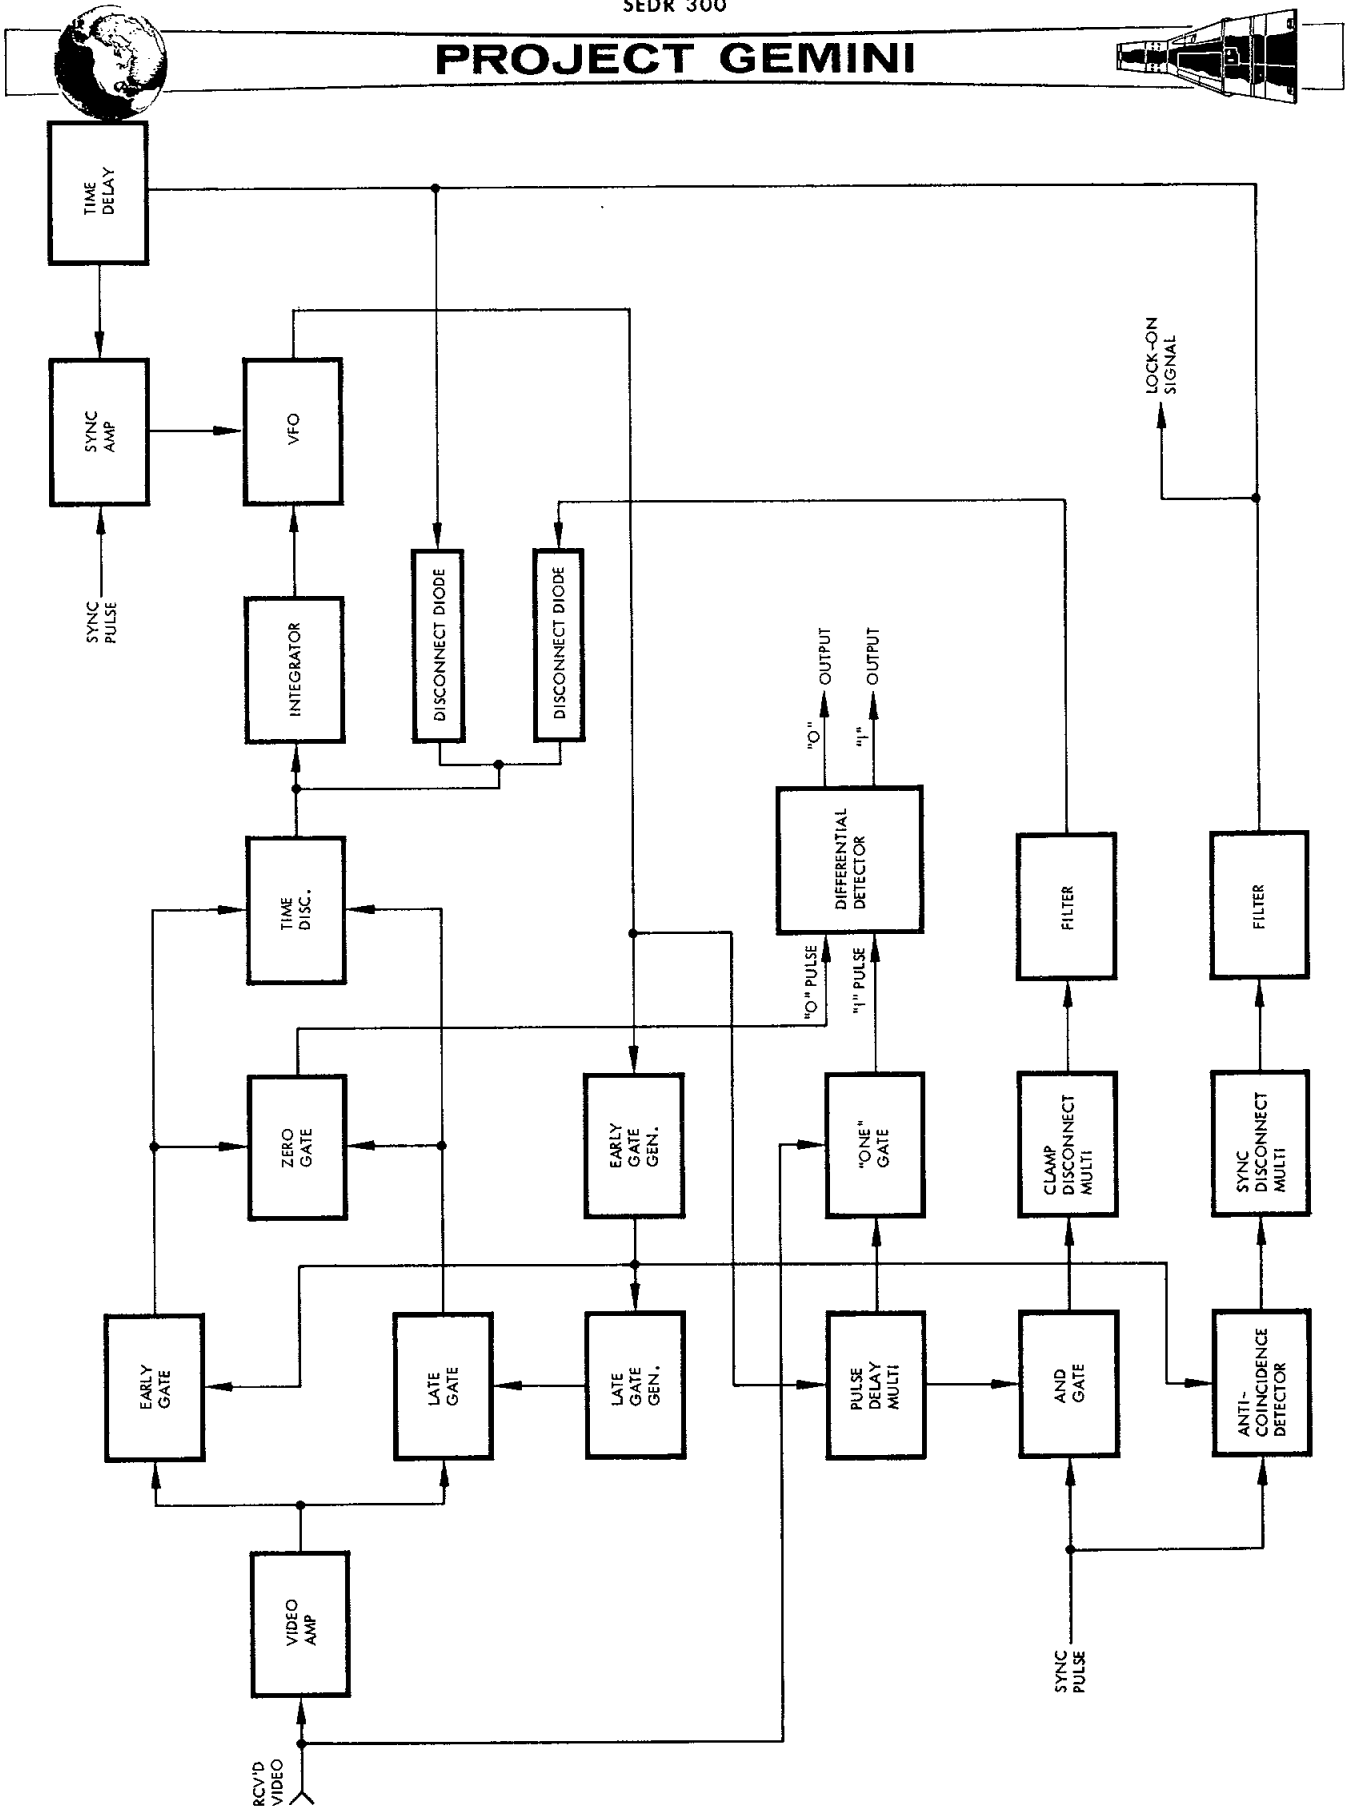 SEDR 300
PROJECT GEMINI
TIME
DELAY
SYNC
AMP
SYNC
PULSE
VFO
LOCK-ON
SIGNAL
INTEGRATOR
DISCONNECT DIODE
DISCONNECT DIODE
"O" OUTPUT
"1" OUTPUT
TIME
DISC.
DIFFERENTIAL
DETECTOR
FILTER
FILTER
"O" PULSE
"1" PULSE
ZERO
GATE
EARLY
GATE
GEN.
"ONE"
GATE
CLAMP
DISCONNECT
MULTI
SYNC
DISCONNECT
MULTI
EARLY
GATE
LATE
GATE
LATE
GATE
GEN.
PULSE
DELAY
MULTI
AND
GATE
ANTI-
COINCIDENCE
DETECTOR
VIDEO
AMP
SYNC
PULSE
RCV'D
VIDEO